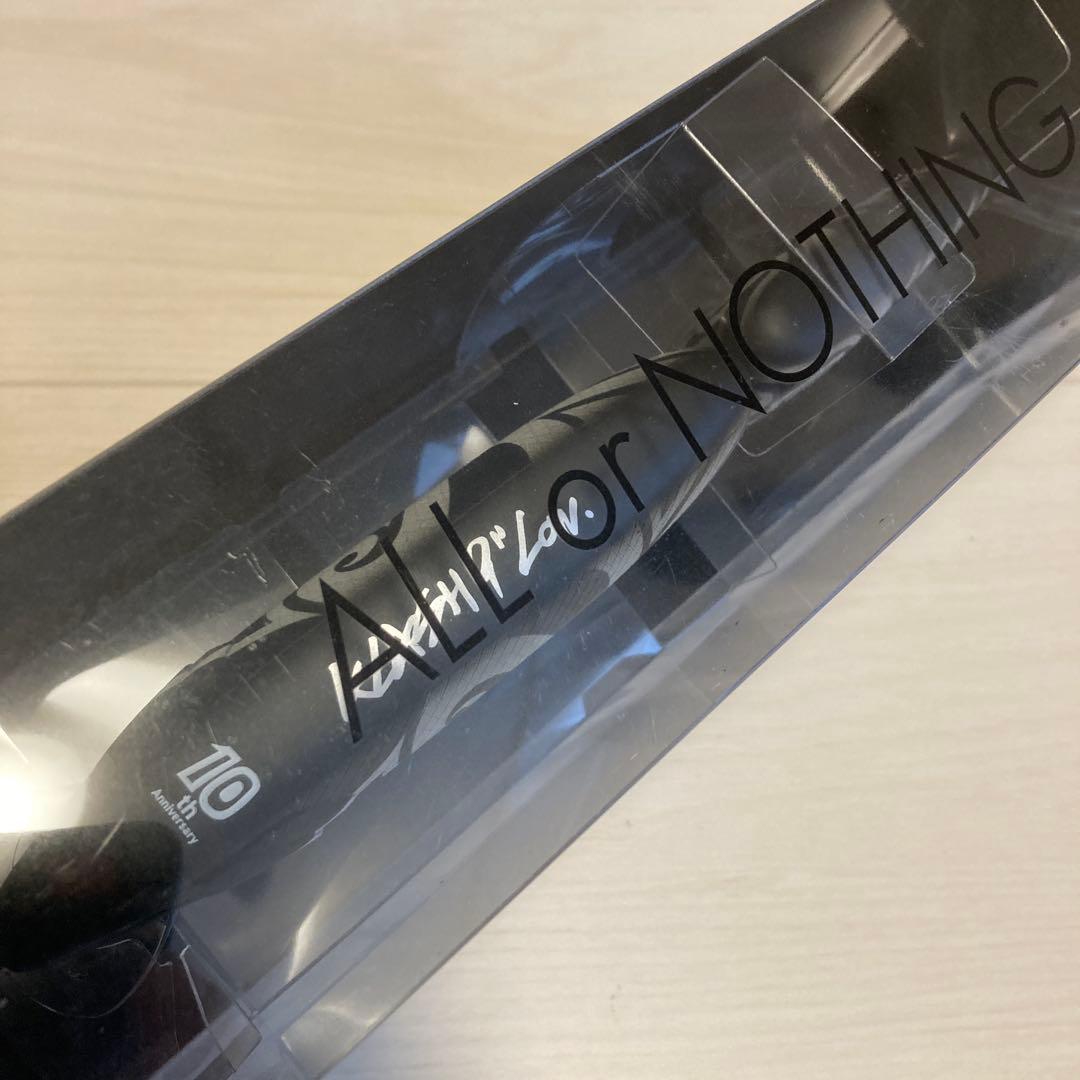 ALL or NOTHING
10
th
Anniversary